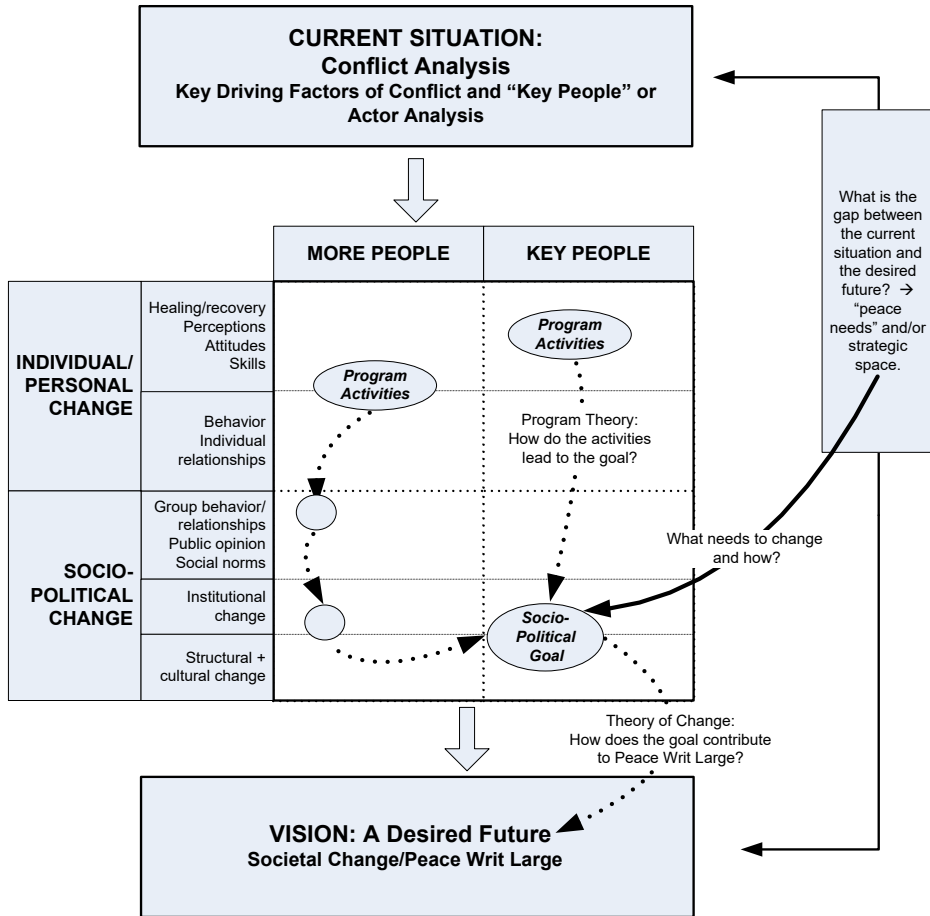 CURRENT SITUATION:
Conflict Analysis
Key Driving Factors of Conflict and “Key People” or
Actor Analysis
What is the
gap between
the current
situation and
the desired
future? →
“peace
needs” and/or
strategic
space.
MORE PEOPLE
KEY PEOPLE
INDIVIDUAL/
PERSONAL
CHANGE
Healing/recovery
Perceptions
Attitudes
Skills
Program
Activities
Program
Activities
Behavior
Individual
relationships
Program Theory:
How do the activities
lead to the goal?
SOCIO-
POLITICAL
CHANGE
Group behavior/
relationships
Public opinion
Social norms
What needs to change
and how?
Institutional
change
Socio-
Political
Goal
Structural +
cultural change
Theory of Change:
How does the goal contribute
to Peace Writ Large?
VISION: A Desired Future
Societal Change/Peace Writ Large